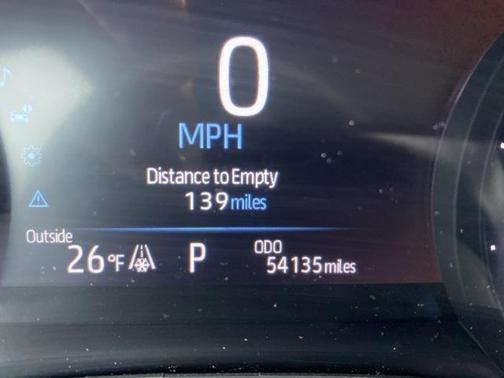 0
MPH
Distance to Empty
139 miles
Outside
26 °F P
ODO
54135 miles